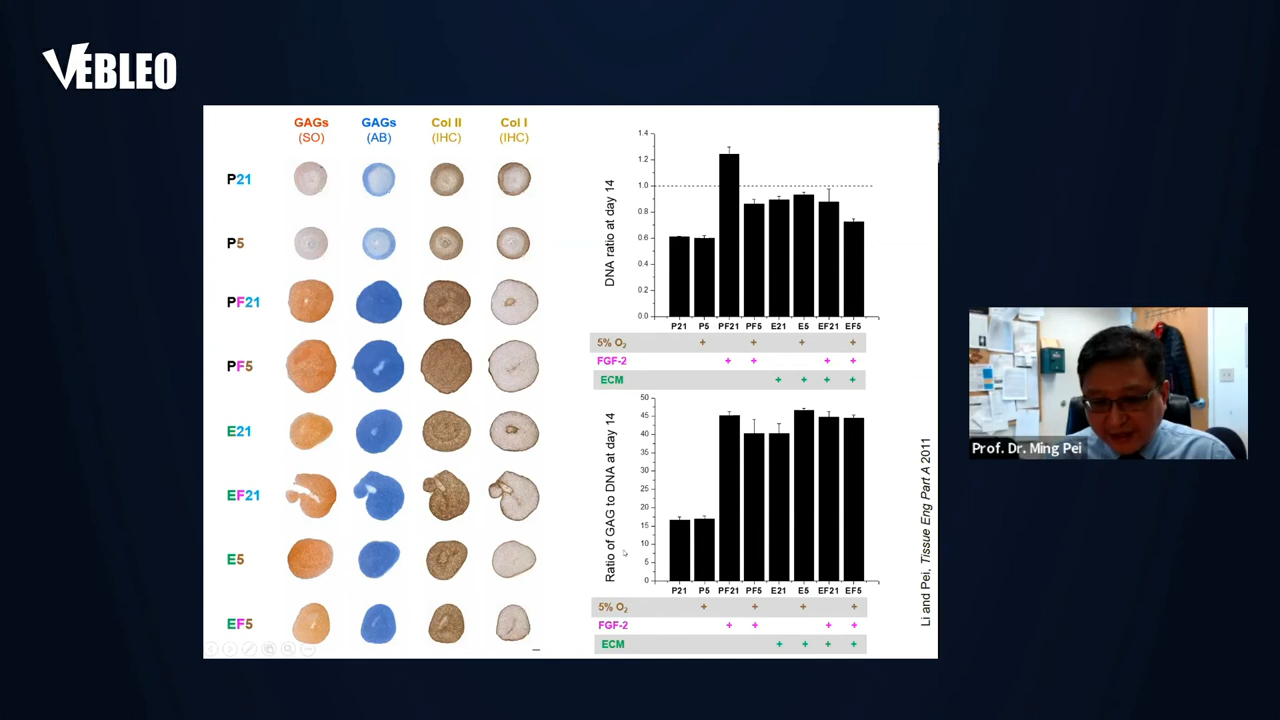 VEBLEO
GAGs GAGs Col II Col I
(SO) (AB) (IHC) (IHC)
P21
P5
PF21
PF5
E21
EF21
E5
EF5
DNA ratio at day 14
1.4
1.2
1.0
0.8
0.6
0.4
0.2
0.0
P21 P5 PF21 PF5 E21 E5 EF21 EF5
5% O₂ + + + +
FGF-2 + + + +
ECM + + + +
Ratio of GAG to DNA at day 14
50
45
40
35
30
25
20
15
10
5
0
P21 P5 PF21 PF5 E21 E5 EF21 EF5
5% O₂ + + + +
FGF-2 + + + +
ECM + + + +
Li and Pei, Tissue Eng Part A 2011
Prof. Dr. Ming Pei